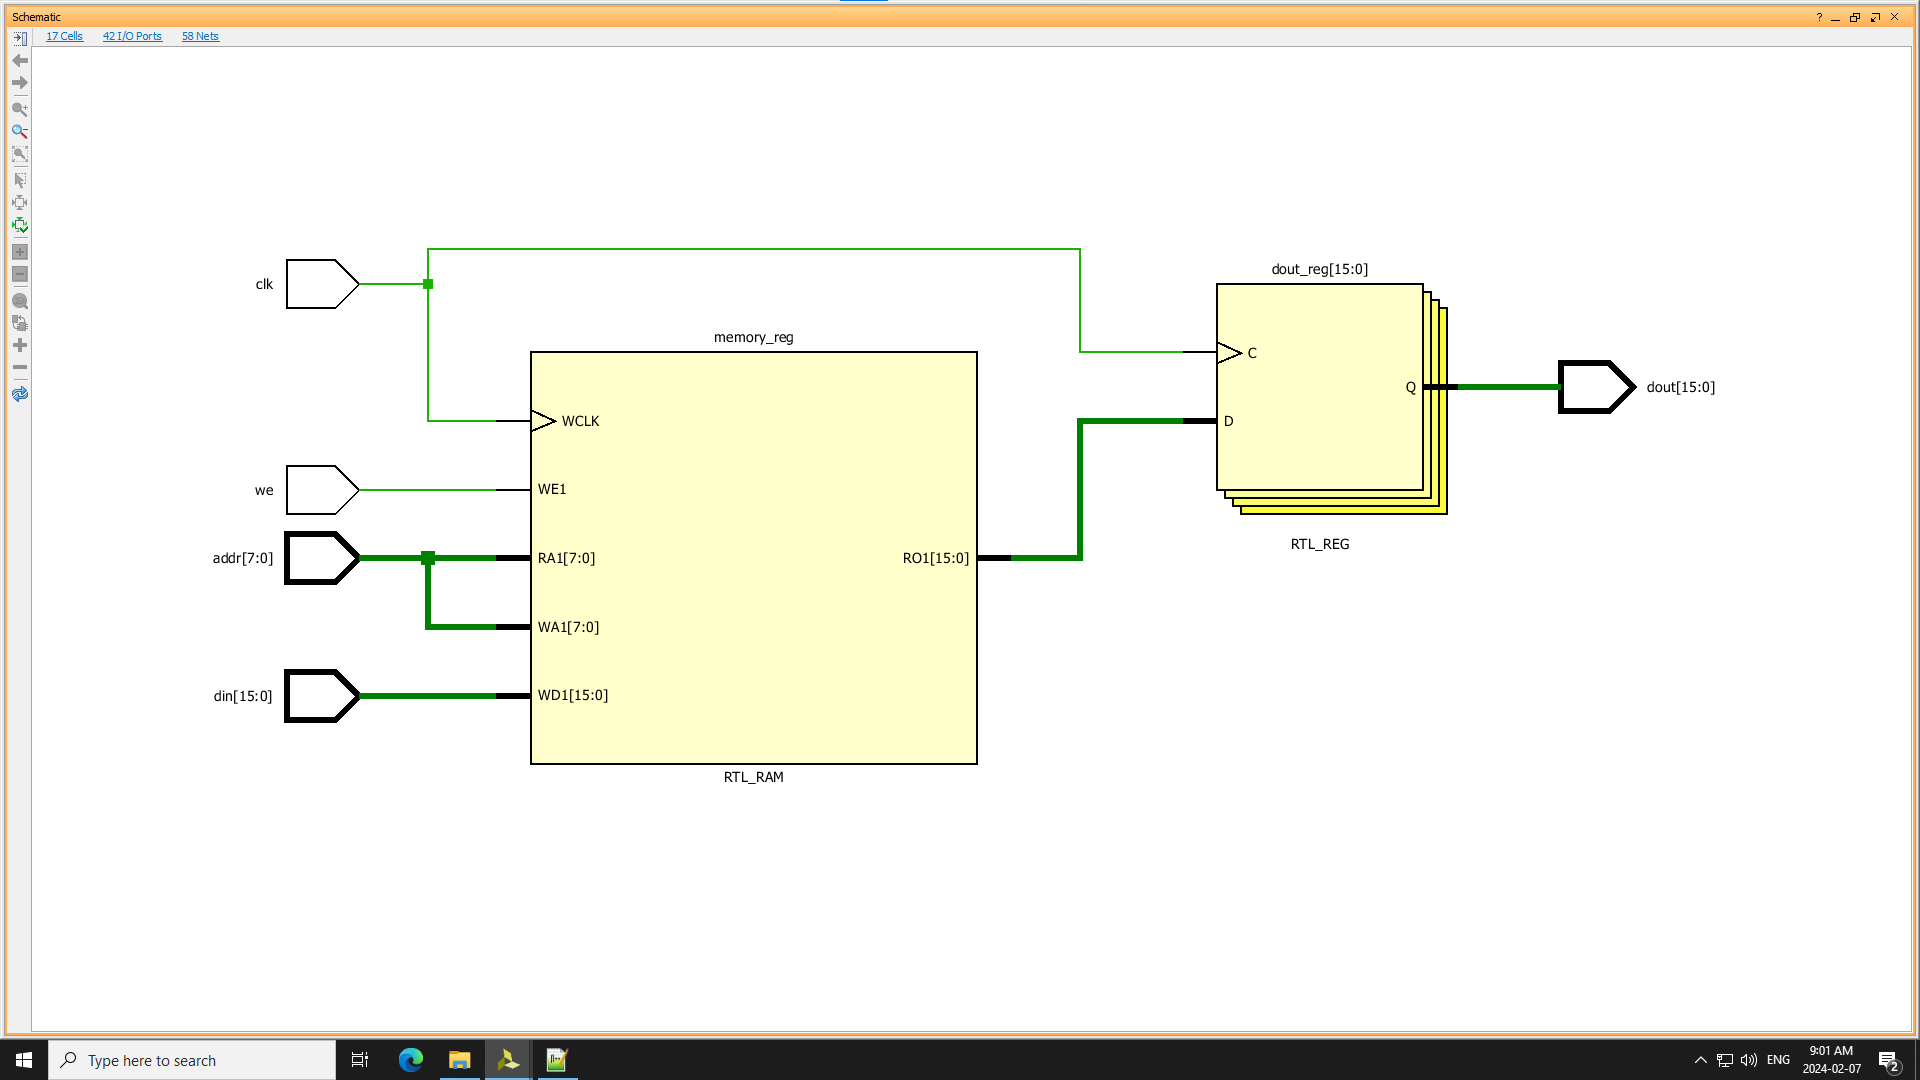 Schematic
17 Cells 42 I/O Ports 58 Nets
clk
dout_reg[15:0]
C
Q
D
RTL_REG
dout[15:0]
memory_reg
WCLK
we
WE1
addr[7:0]
RA1[7:0]
RO1[15:0]
WA1[7:0]
din[15:0]
WD1[15:0]
RTL_RAM
Type here to search
ENG
9:01 AM
2024-02-07
2